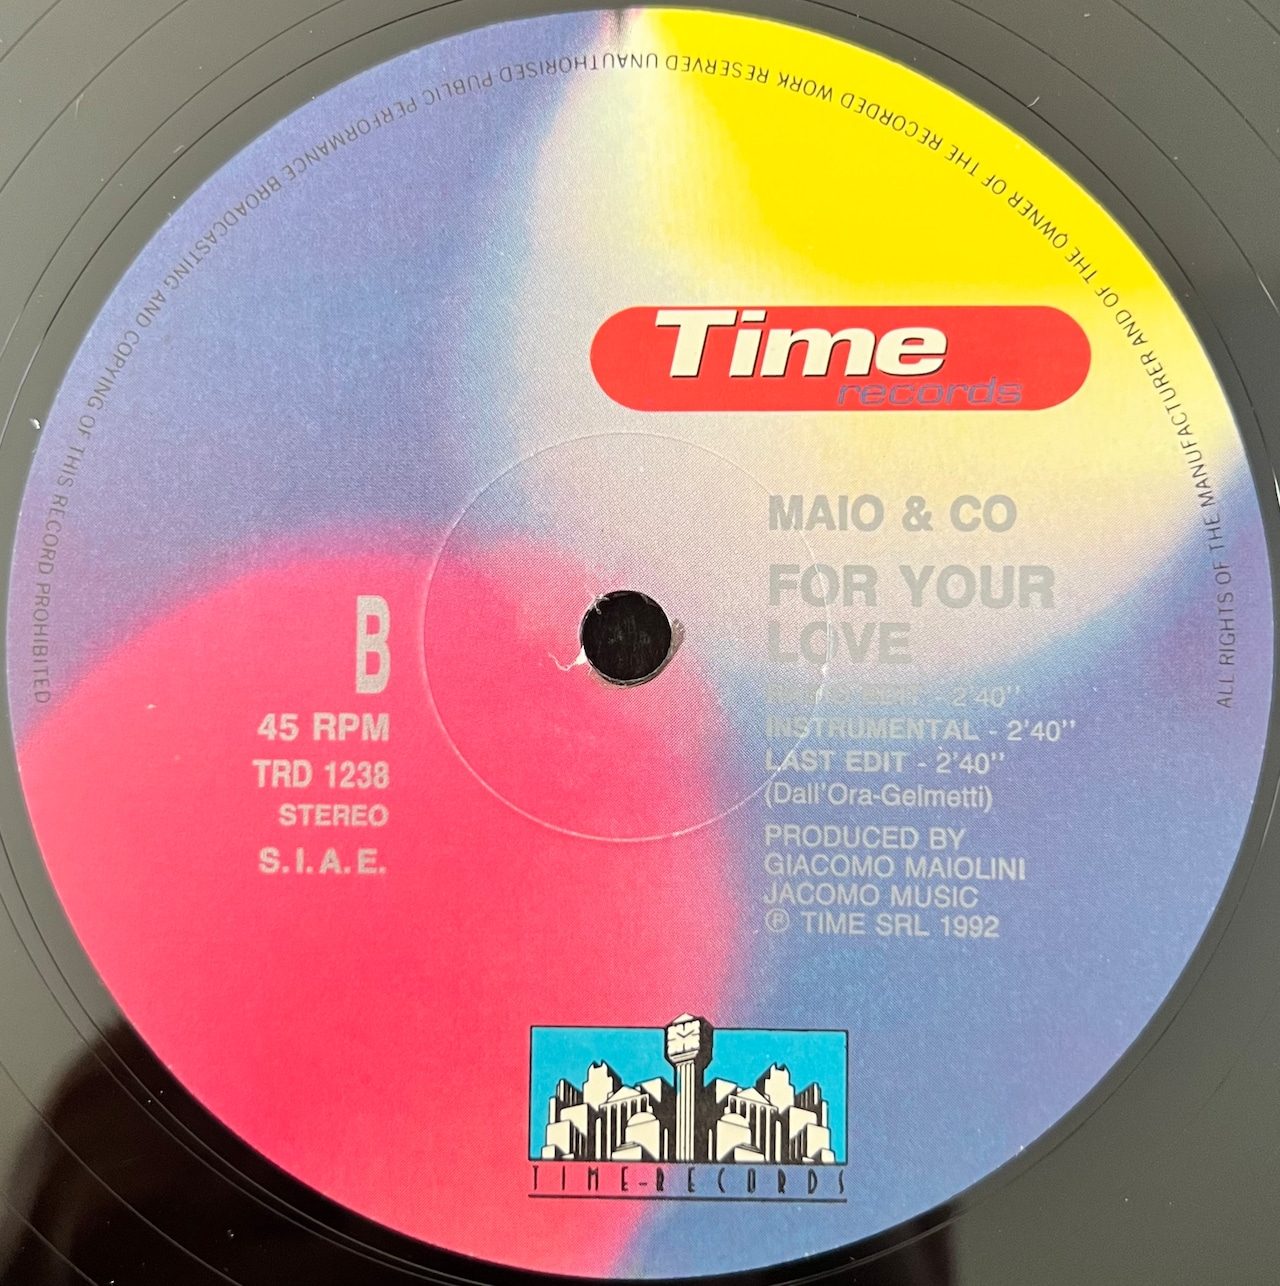 ALL RIGHTS OF THE MANUFACTURER AND OF THE OWNER OF THE RECORDED WORK RESERVED UNAUTHORISED PUBLIC PERFORMANCE BROADCASTING AND COPYING OF THIS RECORD PROHIBITED
Time
records
MAIO & CO
FOR YOUR
LOVE
EDIT - 2'40''
INSTRUMENTAL - 2'40''
LAST EDIT - 2'40''
(Dall'Ora-Gelmetti)
PRODUCED BY
GIACOMO MAIOLINI
JACOMO MUSIC
℗ TIME SRL 1992
B
45 RPM
TRD 1238
STEREO
S.I.A.E.
TIME-RECORDS